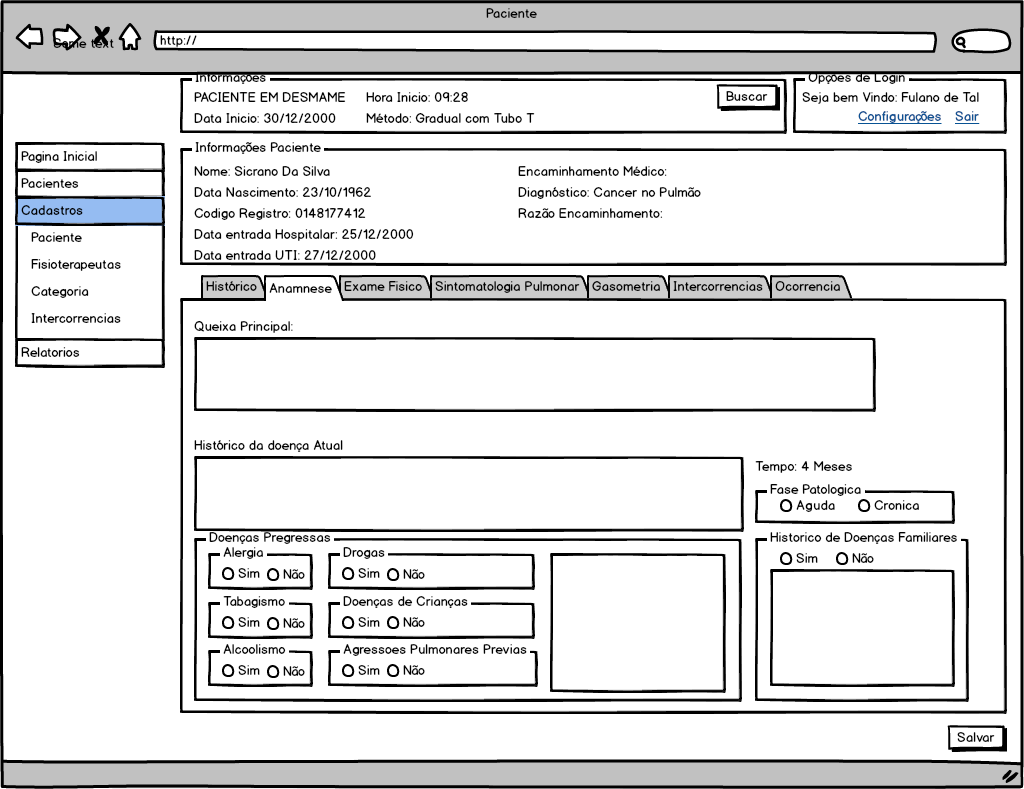 Paciente
Some text
http://
Informações
PACIENTE EM DESMAME Hora Inicio: 09:28
Buscar
Data Inicio: 30/12/2000 Método: Gradual com Tubo T
Opções de Login
Seja bem Vindo: Fulano de Tal
Configurações Sair
Pagina Inicial
Pacientes
Cadastros
Paciente
Fisioterapeutas
Categoria
Intercorrencias
Relatorios
Informações Paciente
Nome: Sicrano Da Silva
Data Nascimento: 23/10/1962
Codigo Registro: 0148177412
Data entrada Hospitalar: 25/12/2000
Data entrada UTI: 27/12/2000
Encaminhamento Médico:
Diagnóstico: Cancer no Pulmão
Razão Encaminhamento:
Histórico Anamnese Exame Fisico Sintomatologia Pulmonar Gasometria Intercorrencias Ocorrencia
Queixa Principal:
Histórico da doença Atual
Tempo: 4 Meses
Fase Patologica
Aguda Cronica
Doenças Pregressas
Alergia
Sim Não
Drogas
Sim Não
Tabagismo
Sim Não
Doenças de Crianças
Sim Não
Alcoolismo
Sim Não
Agressoes Pulmonares Previas
Sim Não
Historico de Doenças Familiares
Sim Não
Salvar